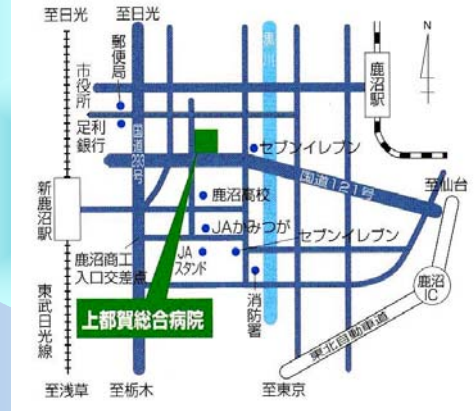 至日光
至日光
N
郵便局
市役所
鹿沼駅
黒川
足利
銀行
国道293号
セブンイレブン
国道121号
至仙台
新鹿沼駅
鹿沼高校
JAかみつが
鹿沼商工
入口交差点
JA
スタンド
セブンイレブン
鹿沼
IC
消防署
上都賀総合病院
東武日光線
東北自動車道
至浅草
至栃木
至東京